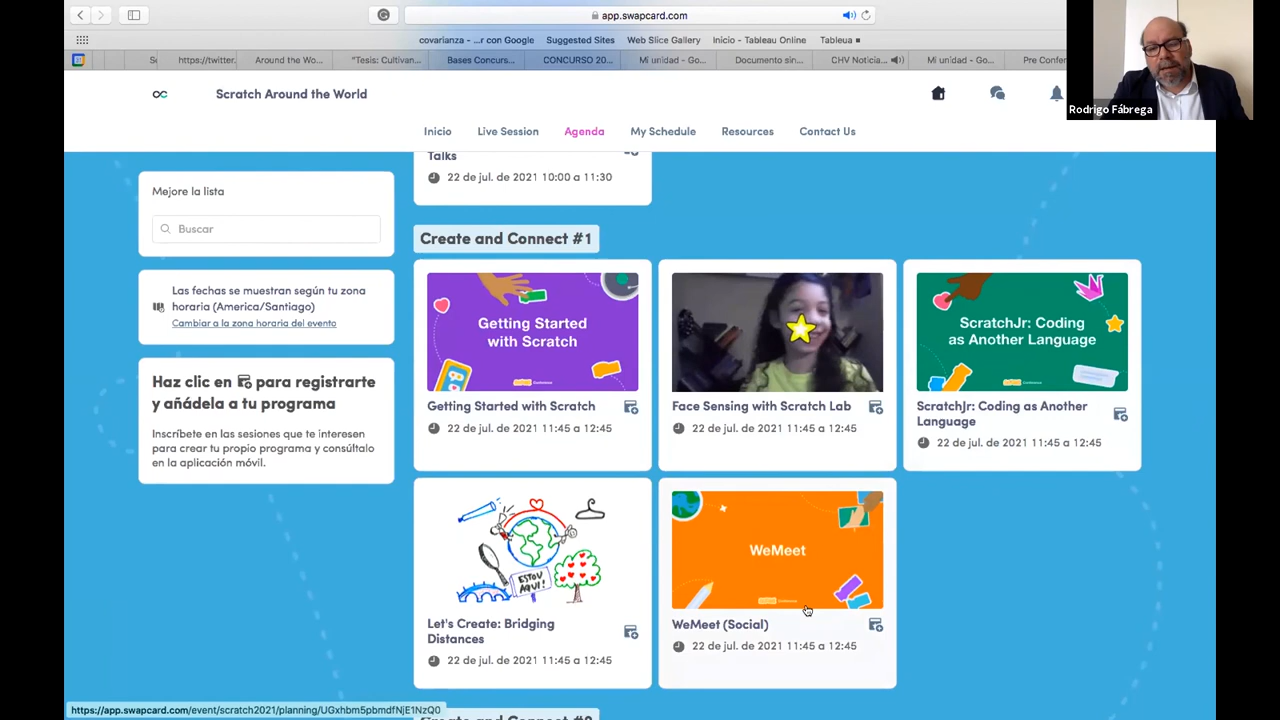 app.swapcard.com
covarianza - ...r con Google
Suggested Sites
Web Slice Gallery
Inicio - Tableau Online
Tableua
https://twitter.
Around the Wo...
"Tesis: Cultivan...
Bases Concurs...
CONCURSO 20...
Mi unidad - Go...
Documento sin...
CHV Noticia...
Mi unidad - Go...
Pre Conferen
Rodrigo Fábrega
Scratch Around the World
Inicio
Live Session
Agenda
My Schedule
Resources
Contact Us
Talks
22 de jul. de 2021 10:00 a 11:30
Mejore la lista
Buscar
Las fechas se muestran según tu zona
horaria (America/Santiago)
Cambiar a la zona horaria del evento
Haz clic en para registrarte
y añádela a tu programa
Inscríbete en las sesiones que te interesen
para crear tu propio programa y consúltalo
en la aplicación móvil.
Create and Connect #1
Getting Started
with Scratch
Getting Started with Scratch
22 de jul. de 2021 11:45 a 12:45
Face Sensing with Scratch Lab
22 de jul. de 2021 11:45 a 12:45
ScratchJr: Coding
as Another Language
ScratchJr: Coding as Another
Language
22 de jul. de 2021 11:45 a 12:45
ESTOY
AQUI!
Let's Create: Bridging
Distances
22 de jul. de 2021 11:45 a 12:45
WeMeet
WeMeet (Social)
22 de jul. de 2021 11:45 a 12:45
https://app.swapcard.com/event/scratch2021/planning/UGxhbm5pbmdfNjE1NzQ0
Create and Connect #2